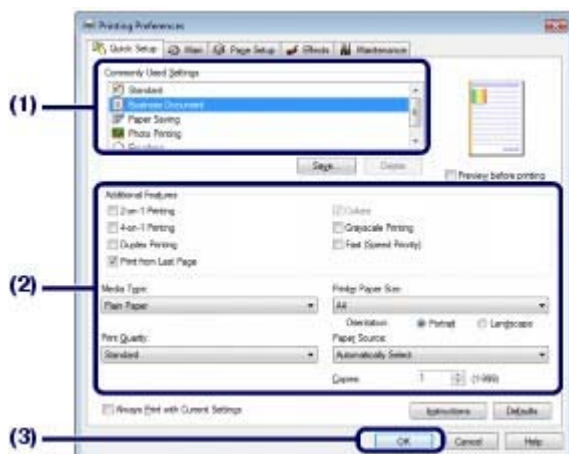 Printing Preferences
Quick Setup Main Page Setup Effects Maintenance
Commonly Used Settings
(1)
Standard
Business Document
Paper Saving
Photo Printing
Save... Delete
Preview before printing
(2)
Additional Features
2-on-1 Printing
4-on-1 Printing Grayscale Printing
Duplex Printing Fast (Speed Priority)
Print from Last Page
Media Type: Printer Paper Size:
Plain Paper A4
Orientation: Portrait Landscape
Print Quality: Paper Source:
Standard Automatically Select
Copies: 1 (1-999)
Always Print with Current Settings Instructions Defaults
(3)
OK Cancel Help